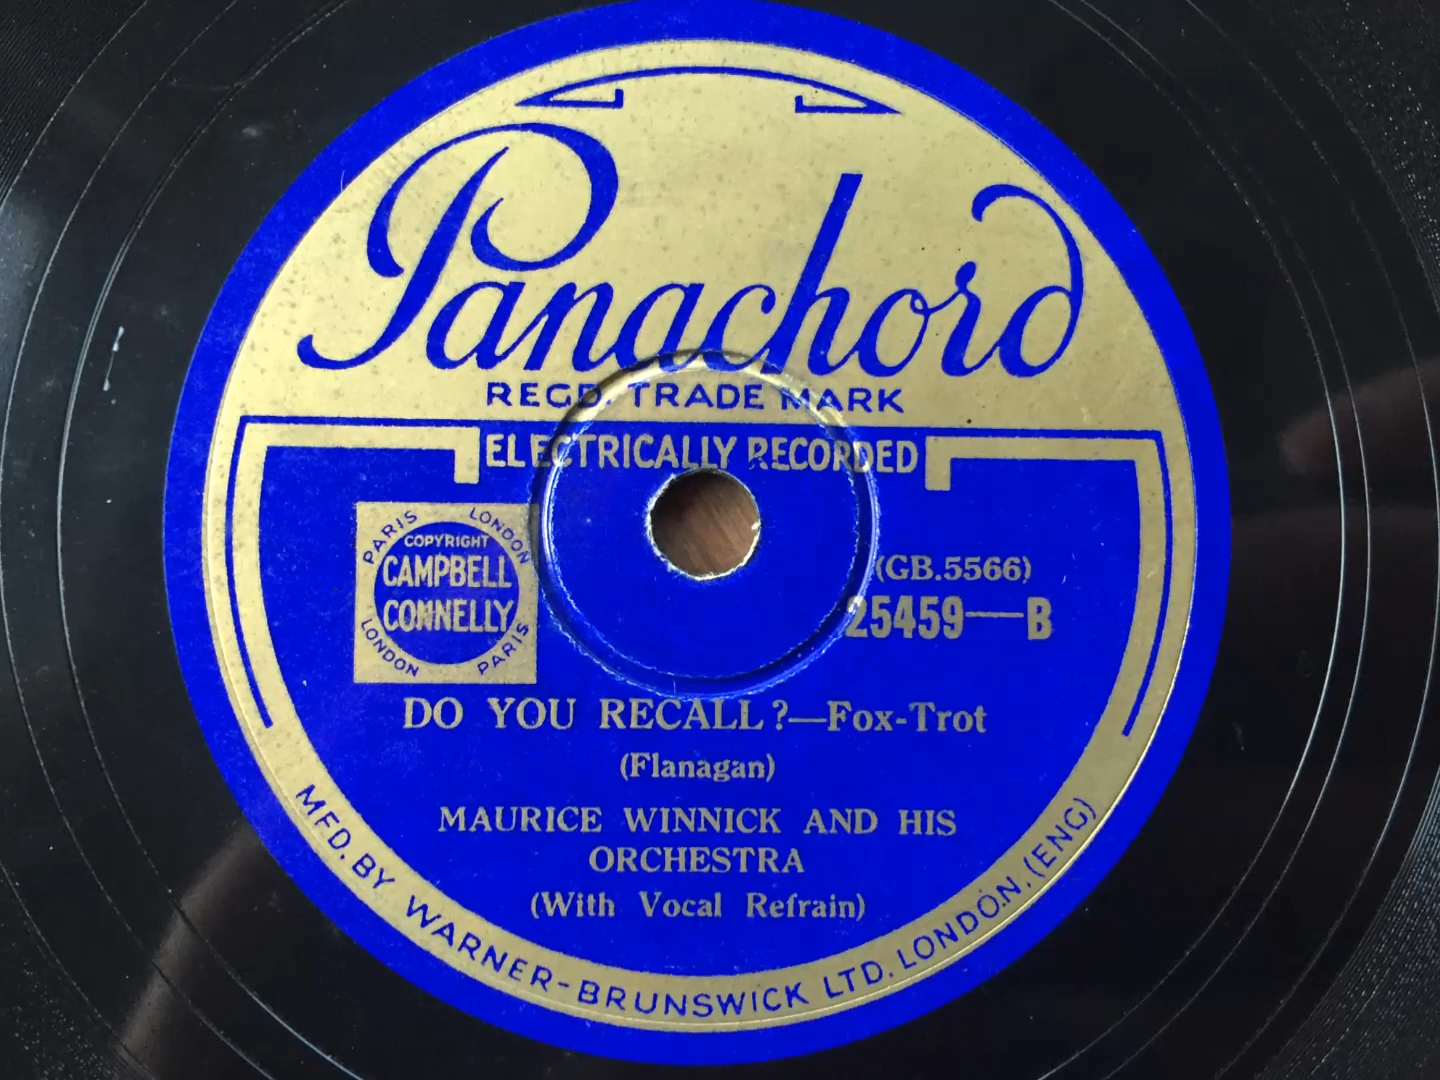 Panachord
REGD. TRADE MARK
ELECTRICALLY RECORDED
PARIS LONDON
COPYRIGHT
CAMPBELL
CONNELLY
LONDON PARIS
(GB.5566)
25459—B
DO YOU RECALL?—Fox-Trot
(Flanagan)
MAURICE WINNICK AND HIS
ORCHESTRA
(With Vocal Refrain)
MFD. BY WARNER-BRUNSWICK LTD. LONDON, (ENG)